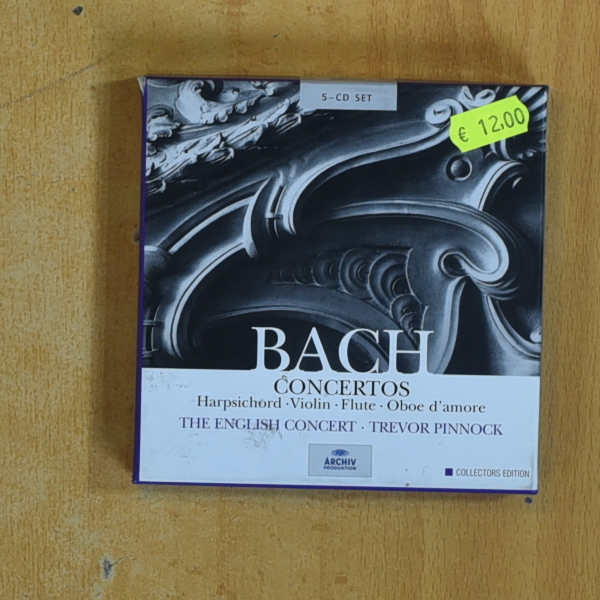 5-CD SET
€ 12,00
BACH
CONCERTOS
Harpsichord · Violin · Flute · Oboe d'amore
THE ENGLISH CONCERT · TREVOR PINNOCK
ARCHIV
PRODUKTION
COLLECTORS EDITION